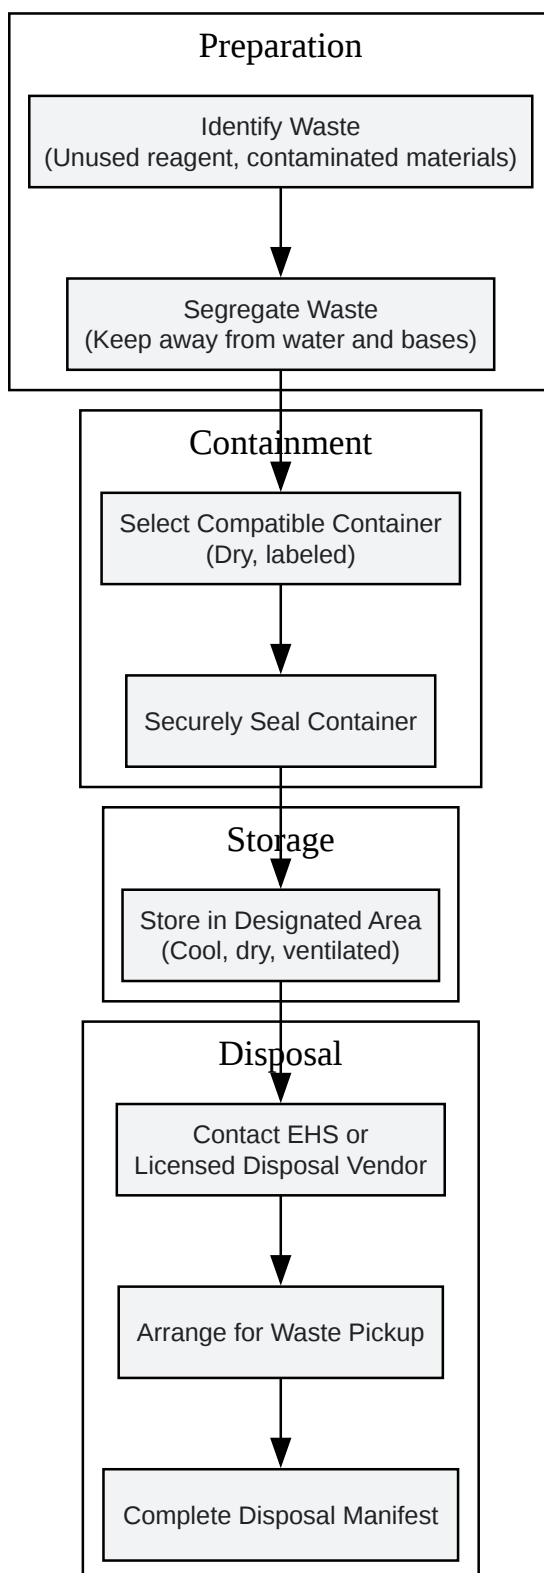 Preparation
Identify Waste
(Unused reagent, contaminated materials)
Segregate Waste
(Keep away from water and bases)
Containment
Select Compatible Container
(Dry, labeled)
Securely Seal Container
Storage
Store in Designated Area
(Cool, dry, ventilated)
Disposal
Contact EHS or
Licensed Disposal Vendor
Arrange for Waste Pickup
Complete Disposal Manifest